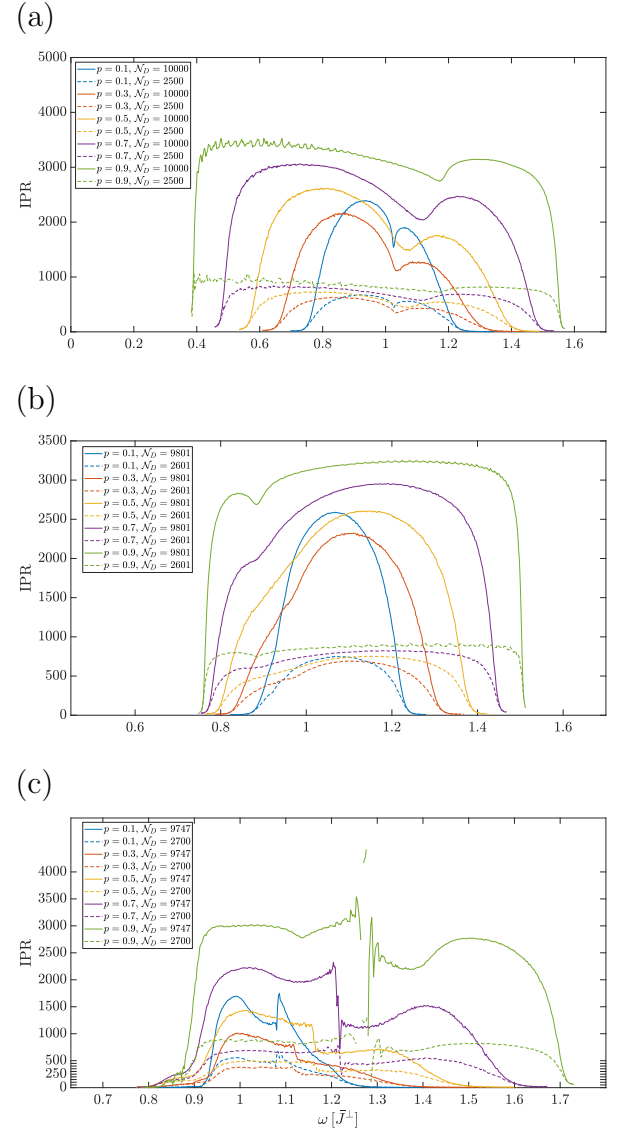 (a)
5000
4000
3000
2000
1000
0
IPR
p = 0.1, 𝒩_D = 10000
p = 0.1, 𝒩_D = 2500
p = 0.3, 𝒩_D = 10000
p = 0.3, 𝒩_D = 2500
p = 0.5, 𝒩_D = 10000
p = 0.5, 𝒩_D = 2500
p = 0.7, 𝒩_D = 10000
p = 0.7, 𝒩_D = 2500
p = 0.9, 𝒩_D = 10000
p = 0.9, 𝒩_D = 2500
0 0.2 0.4 0.6 0.8 1 1.2 1.4 1.6
(b)
3500
3000
2500
2000
1500
1000
500
0
IPR
p = 0.1, 𝒩_D = 9801
p = 0.1, 𝒩_D = 2601
p = 0.3, 𝒩_D = 9801
p = 0.3, 𝒩_D = 2601
p = 0.5, 𝒩_D = 9801
p = 0.5, 𝒩_D = 2601
p = 0.7, 𝒩_D = 9801
p = 0.7, 𝒩_D = 2601
p = 0.9, 𝒩_D = 9801
p = 0.9, 𝒩_D = 2601
0.6 0.8 1 1.2 1.4 1.6
(c)
4000
3500
3000
2500
2000
1500
1000
500
250
0
IPR
p = 0.1, 𝒩_D = 9747
p = 0.1, 𝒩_D = 2700
p = 0.3, 𝒩_D = 9747
p = 0.3, 𝒩_D = 2700
p = 0.5, 𝒩_D = 9747
p = 0.5, 𝒩_D = 2700
p = 0.7, 𝒩_D = 9747
p = 0.7, 𝒩_D = 2700
p = 0.9, 𝒩_D = 9747
p = 0.9, 𝒩_D = 2700
0.7 0.8 0.9 1 1.1 1.2 1.3 1.4 1.5 1.6 1.7
ω [J̄^⊥]